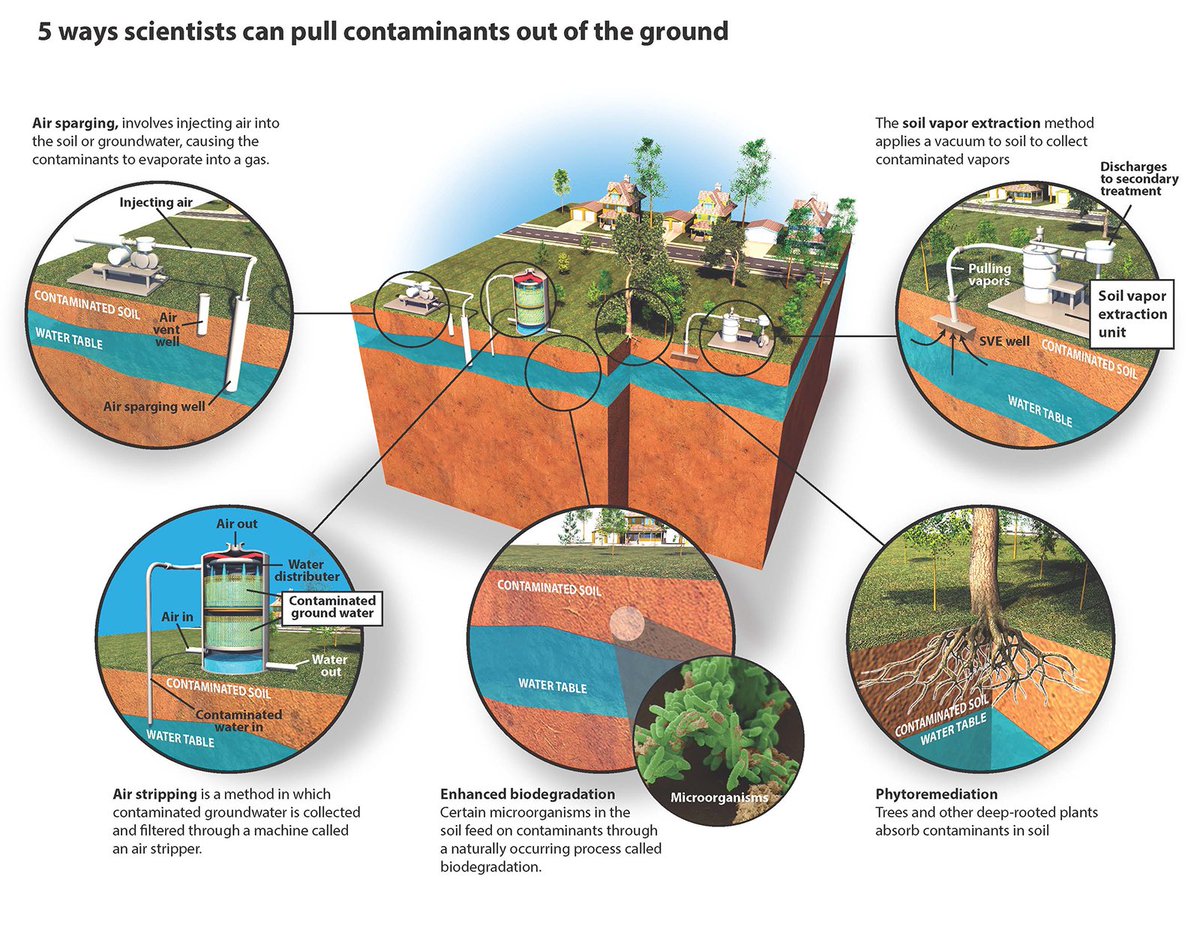 5 ways scientists can pull contaminants out of the ground
Air sparging, involves injecting air into
the soil or groundwater, causing the
contaminants to evaporate into a gas.
Injecting air
CONTAMINATED SOIL
Air
vent
well
WATER TABLE
Air sparging well
The soil vapor extraction method
applies a vacuum to soil to collect
contaminated vapors
Discharges
to secondary
treatment
Pulling
vapors
Soil vapor
extraction
unit
SVE well
CONTAMINATED SOIL
WATER TABLE
Air out
Water
distributer
Contaminated
ground water
Air in
Water
out
CONTAMINATED SOIL
Contaminated
water in
WATER TABLE
Air stripping is a method in which
contaminated groundwater is collected
and filtered through a machine called
an air stripper.
CONTAMINATED SOIL
WATER TABLE
Microorganisms
Enhanced biodegradation
Certain microorganisms in the
soil feed on contaminants through
a naturally occurring process called
biodegradation.
CONTAMINATED SOIL
WATER TABLE
Phytoremediation
Trees and other deep-rooted plants
absorb contaminants in soil